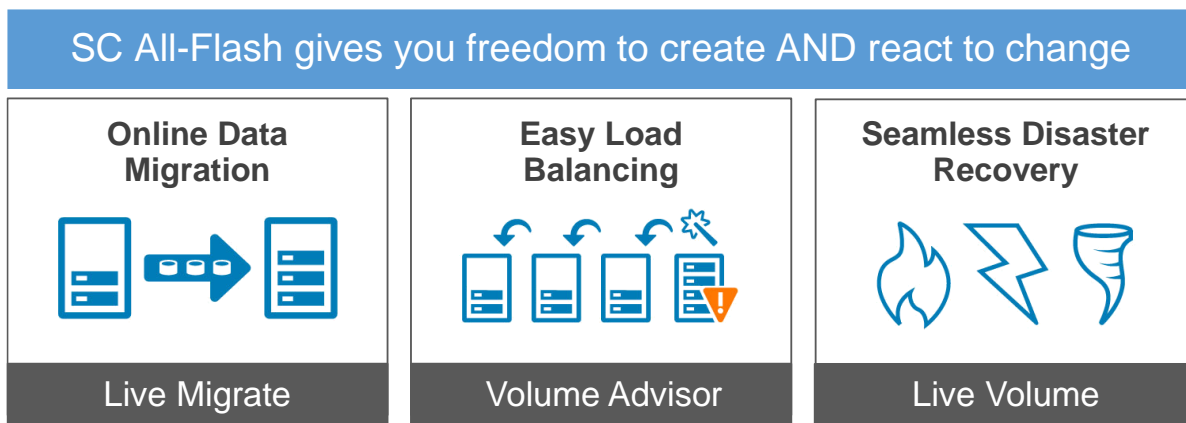 SC All-Flash gives you freedom to create AND react to change
Online Data
Migration
Live Migrate
Easy Load
Balancing
Volume Advisor
Seamless Disaster
Recovery
Live Volume